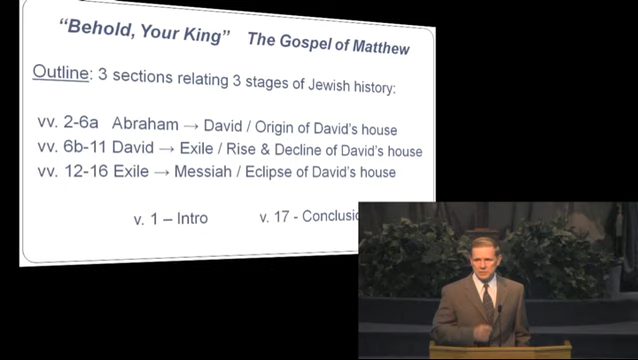 “Behold, Your King” The Gospel of Matthew
Outline: 3 sections relating 3 stages of Jewish history:
vv. 2-6a Abraham → David / Origin of David's house
vv. 6b-11 David → Exile / Rise & Decline of David's house
vv. 12-16 Exile → Messiah / Eclipse of David's house
v. 1 – Intro v. 17 - Conclusio